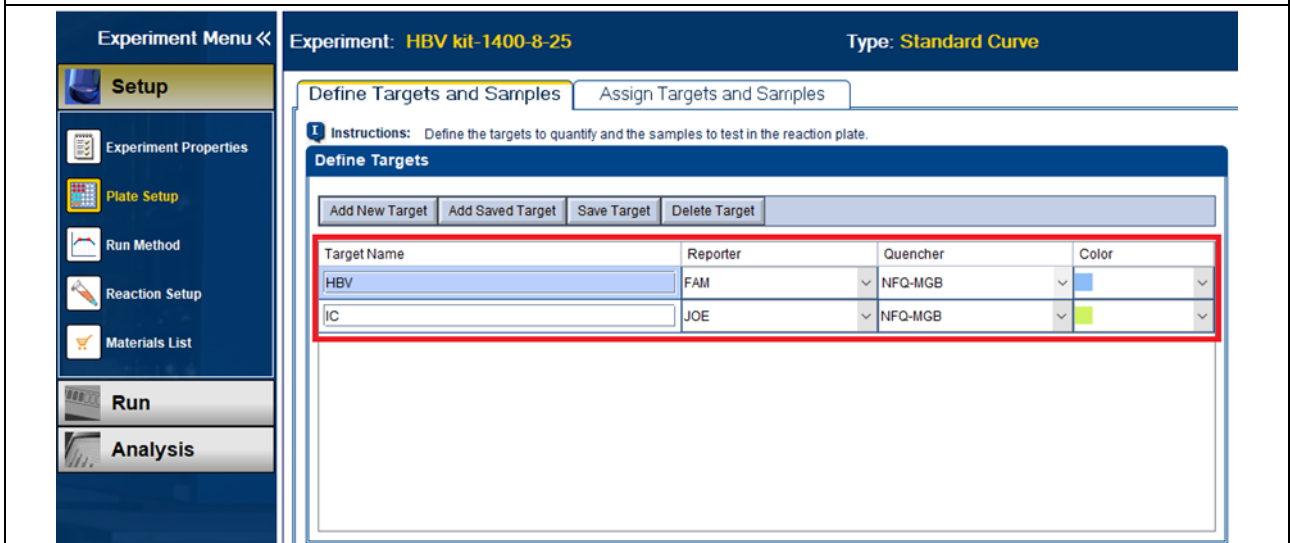 Experiment Menu «
Experiment: HBV kit-1400-8-25 Type: Standard Curve
Setup
Define Targets and Samples Assign Targets and Samples
Instructions: Define the targets to quantify and the samples to test in the reaction plate.
Experiment Properties
Define Targets
Plate Setup
Add New Target Add Saved Target Save Target Delete Target
Run Method
Target Name Reporter Quencher Color
HBV FAM NFQ-MGB
Reaction Setup
IC JOE NFQ-MGB
Materials List
Run
Analysis